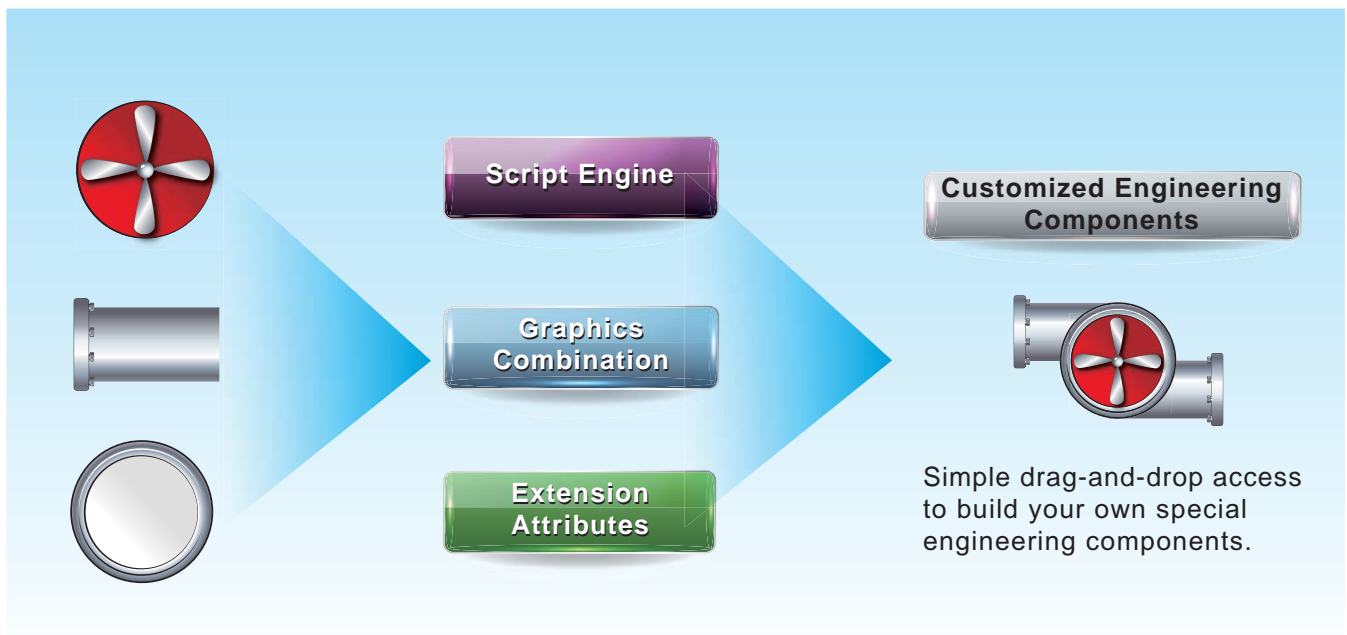 Script Engine
Graphics
Combination
Extension
Attributes
Customized Engineering
Components
Simple drag-and-drop access
to build your own special
engineering components.